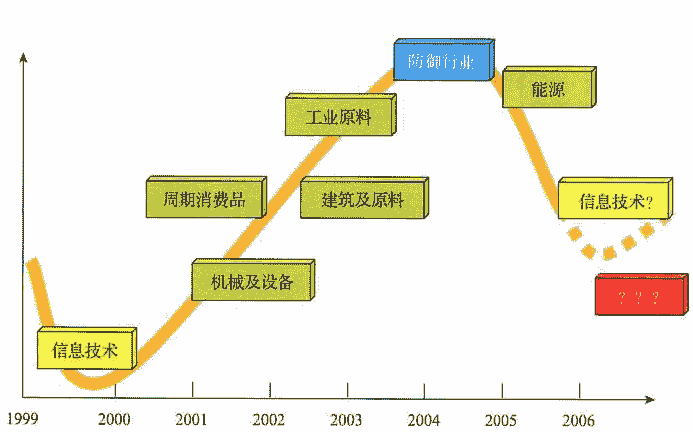 防御行业
能源
工业原料
周期消费品
建筑及原料
信息技术?
机械及设备
? ? ?
信息技术
1999
2000
2001
2002
2003
2004
2005
2006